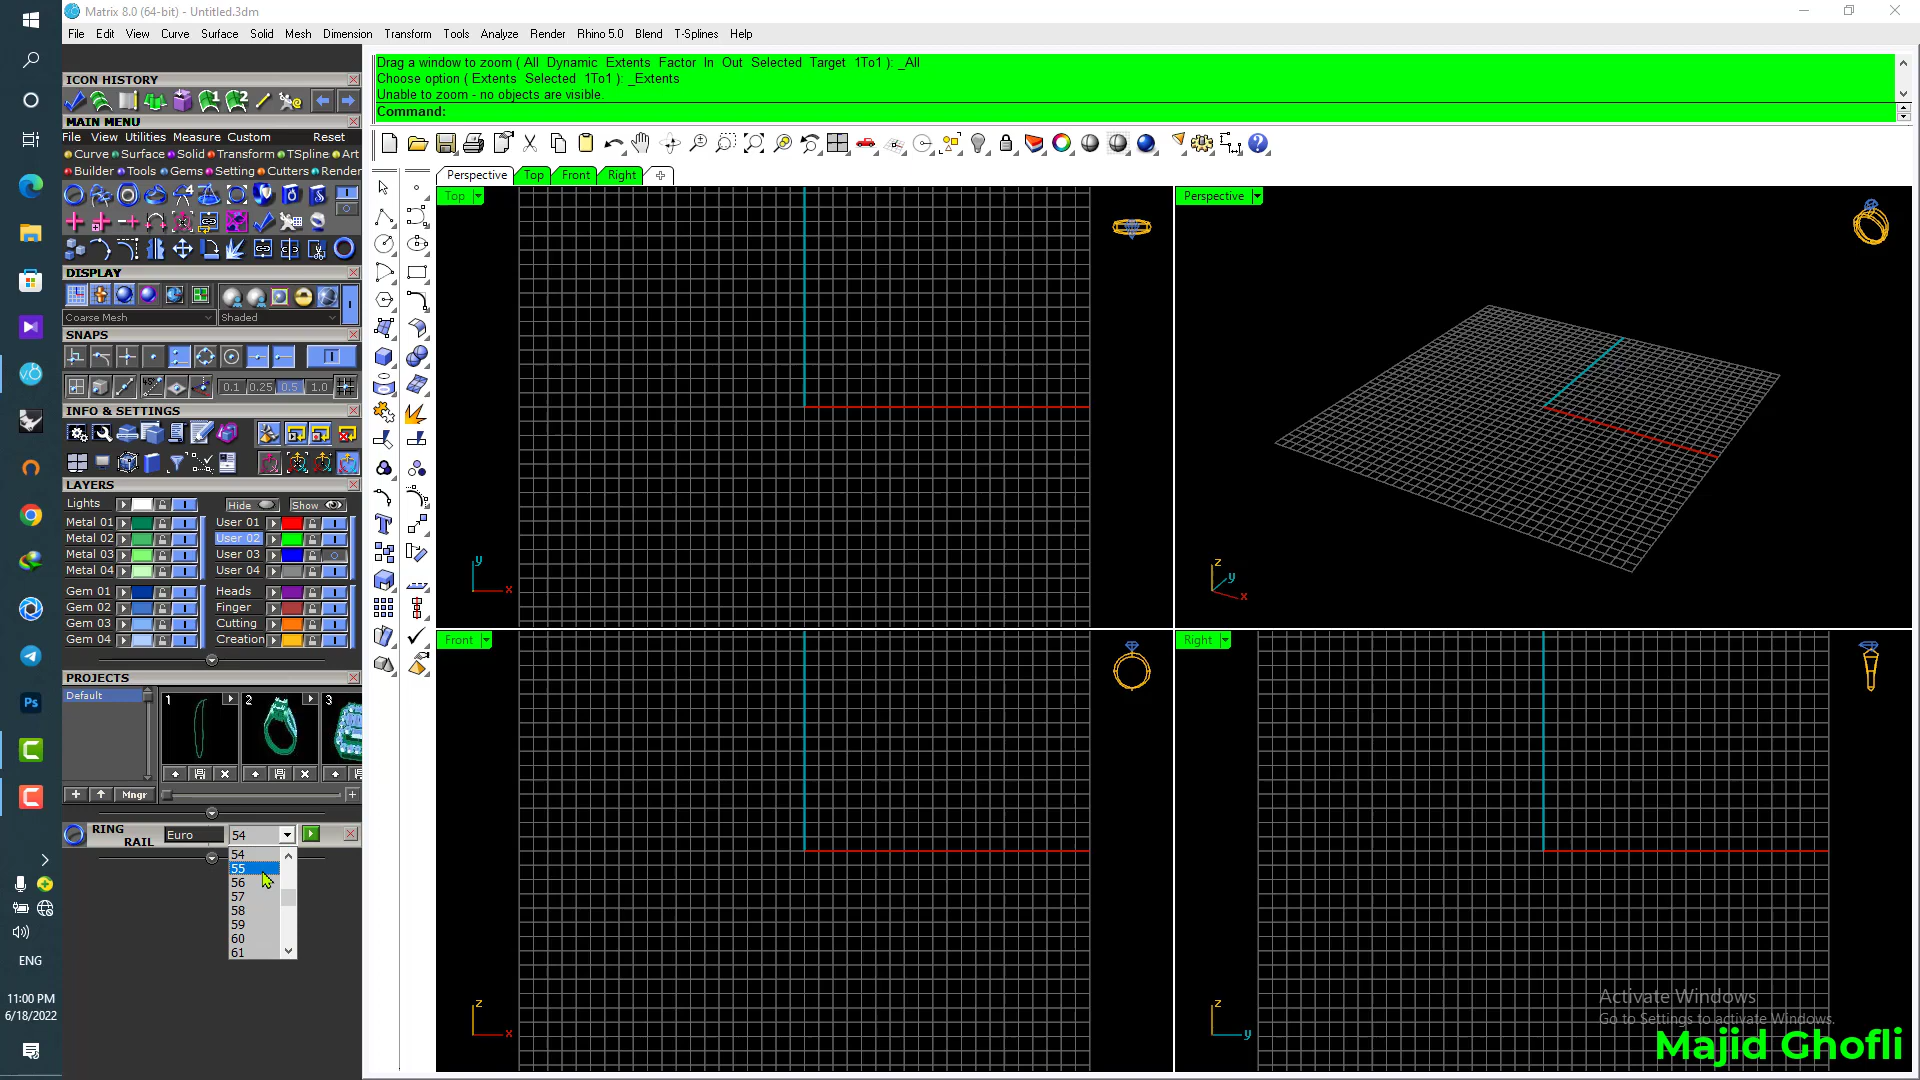 Matrix 8.0 (64-bit) - Untitled.3dm
File Edit View Curve Surface Solid Mesh Dimension Transform Tools Analyze Render Rhino 5.0 Blend T-Splines Help
Drag a window to zoom ( All Dynamic Extents Factor In Out Selected Target 1To1 ): _All
Choose option ( Extents Selected 1To1 ): _Extents
Unable to zoom - no objects are visible.
Command:
ICON HISTORY
1 2
MAIN MENU
File View Utilities Measure Custom Reset
Curve Surface Solid Transform TSpline Art
Builder Tools Gems Setting Cutters Render
DISPLAY
Coarse Mesh Shaded
SNAPS
45°
0.1 0.25 0.5 1.0
INFO & SETTINGS
LAYERS
Lights Hide Show
Metal 01 User 01
Metal 02 User 02
Metal 03 User 03
Metal 04 User 04
Gem 01 Heads
Gem 02 Finger
Gem 03 Cutting
Gem 04 Creation
PROJECTS
Default
1 2 3
Mngr
RING RAIL Euro 54
54
55
56
57
58
59
60
61
Perspective Top Front Right
Top
y
x
Perspective
z
y
x
Front
z
x
Right
z
y
Ps
ENG
11:00 PM
6/18/2022
Activate Windows
Go to Settings to activate Windows.
Majid Ghofli